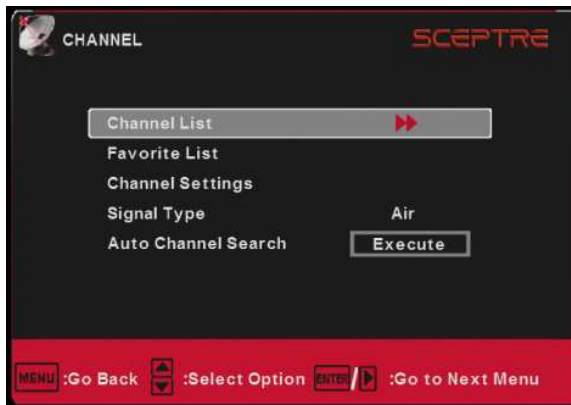 CHANNEL SCEPTRE
Channel List
Favorite List
Channel Settings
Signal Type Air
Auto Channel Search Execute
MENU :Go Back :Select Option ENTER/ :Go to Next Menu